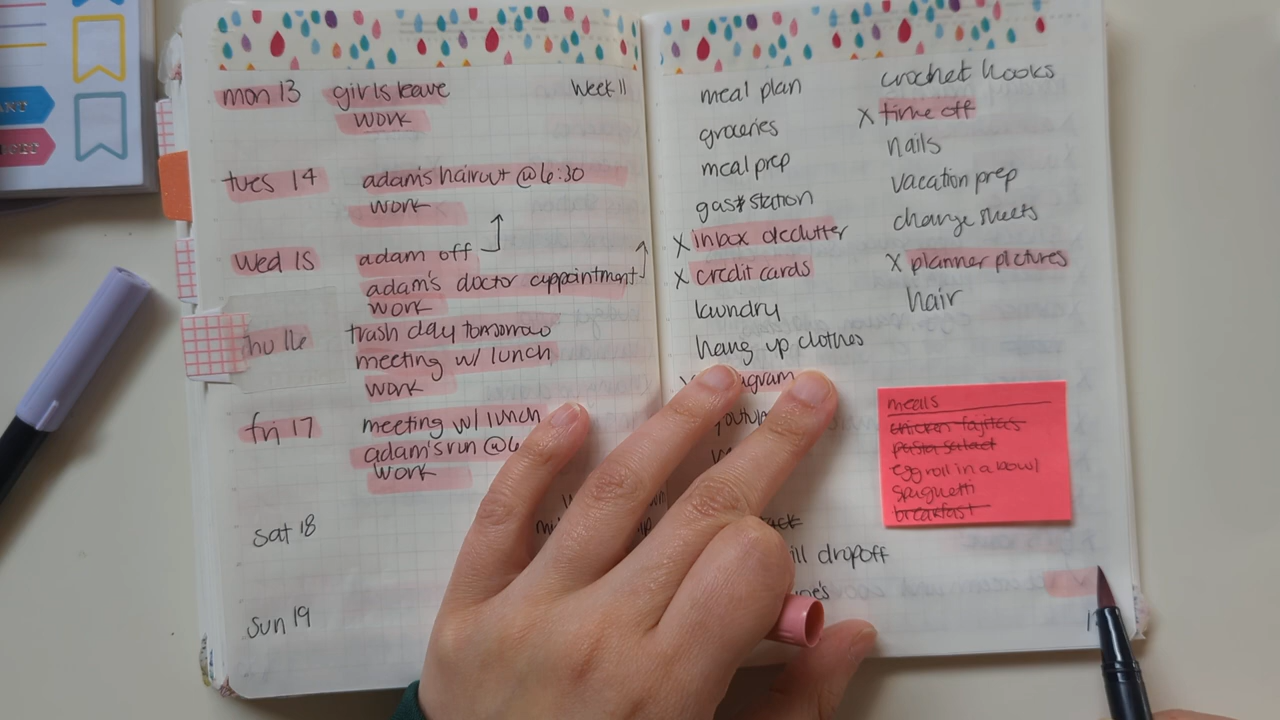 mon 13
girls leave
work
Week 11
tues 14
adam's haircut @6:30
work
Wed 15
adam off
adam's doctor appointment
work
thu 16
trash day tomorrow
meeting w/ lunch
work
fri 17
meeting w/ lunch
adam's run @6
work
sat 18
sun 19
meal plan
groceries
meal prep
gas station
X inbox declutter
X credit cards
laundry
hang up clothes
dropoff
crochet hooks
X time off
nails
vacation prep
change sheets
X planner pictures
hair
meals
chicken fajitas
pasta salad
egg roll in a bowl
spaghetti
breakfast